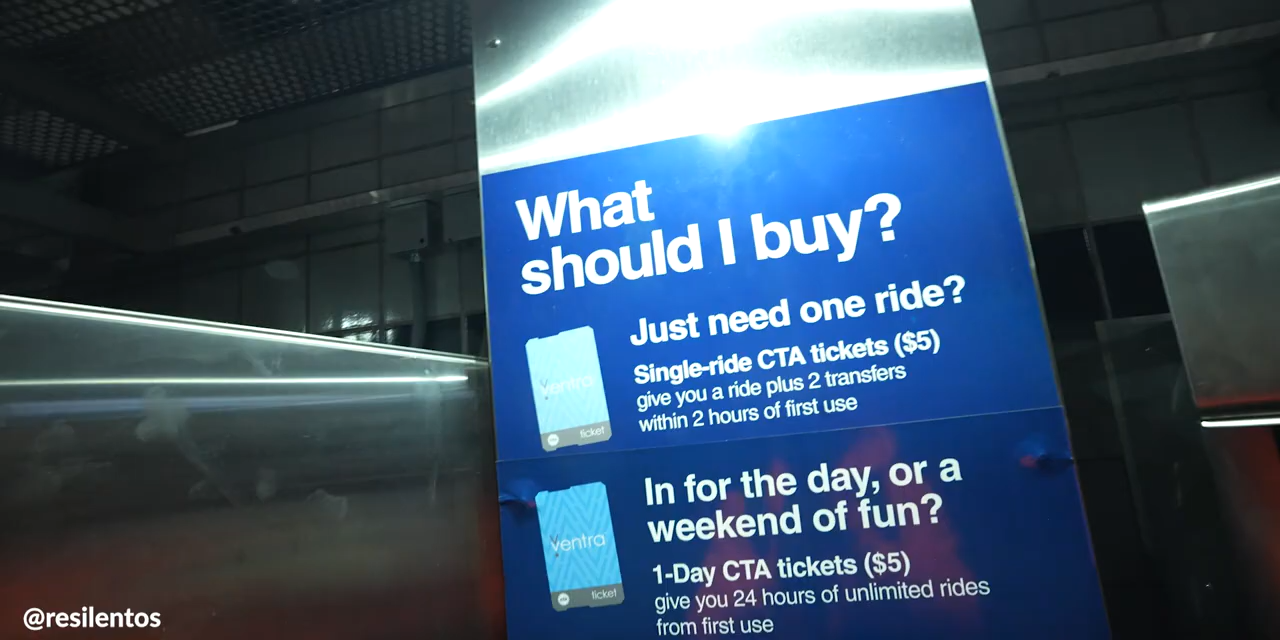 What
should I buy?
Just need one ride?
Single-ride CTA tickets ($5)
give you a ride plus 2 transfers
within 2 hours of first use
ventra
ticket
In for the day, or a
weekend of fun?
1-Day CTA tickets ($5)
give you 24 hours of unlimited rides
from first use
ventra
ticket
@resilentos